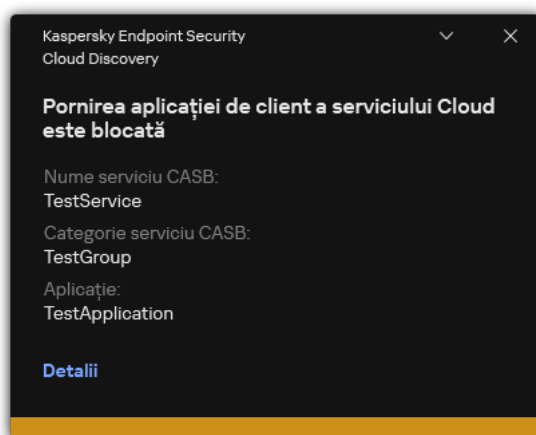 Kaspersky Endpoint Security
Cloud Discovery
Pornirea aplicației de client a serviciului Cloud
este blocată
Nume serviciu CASB:
TestService
Categorie serviciu CASB:
TestGroup
Aplicație:
TestApplication
Detalii